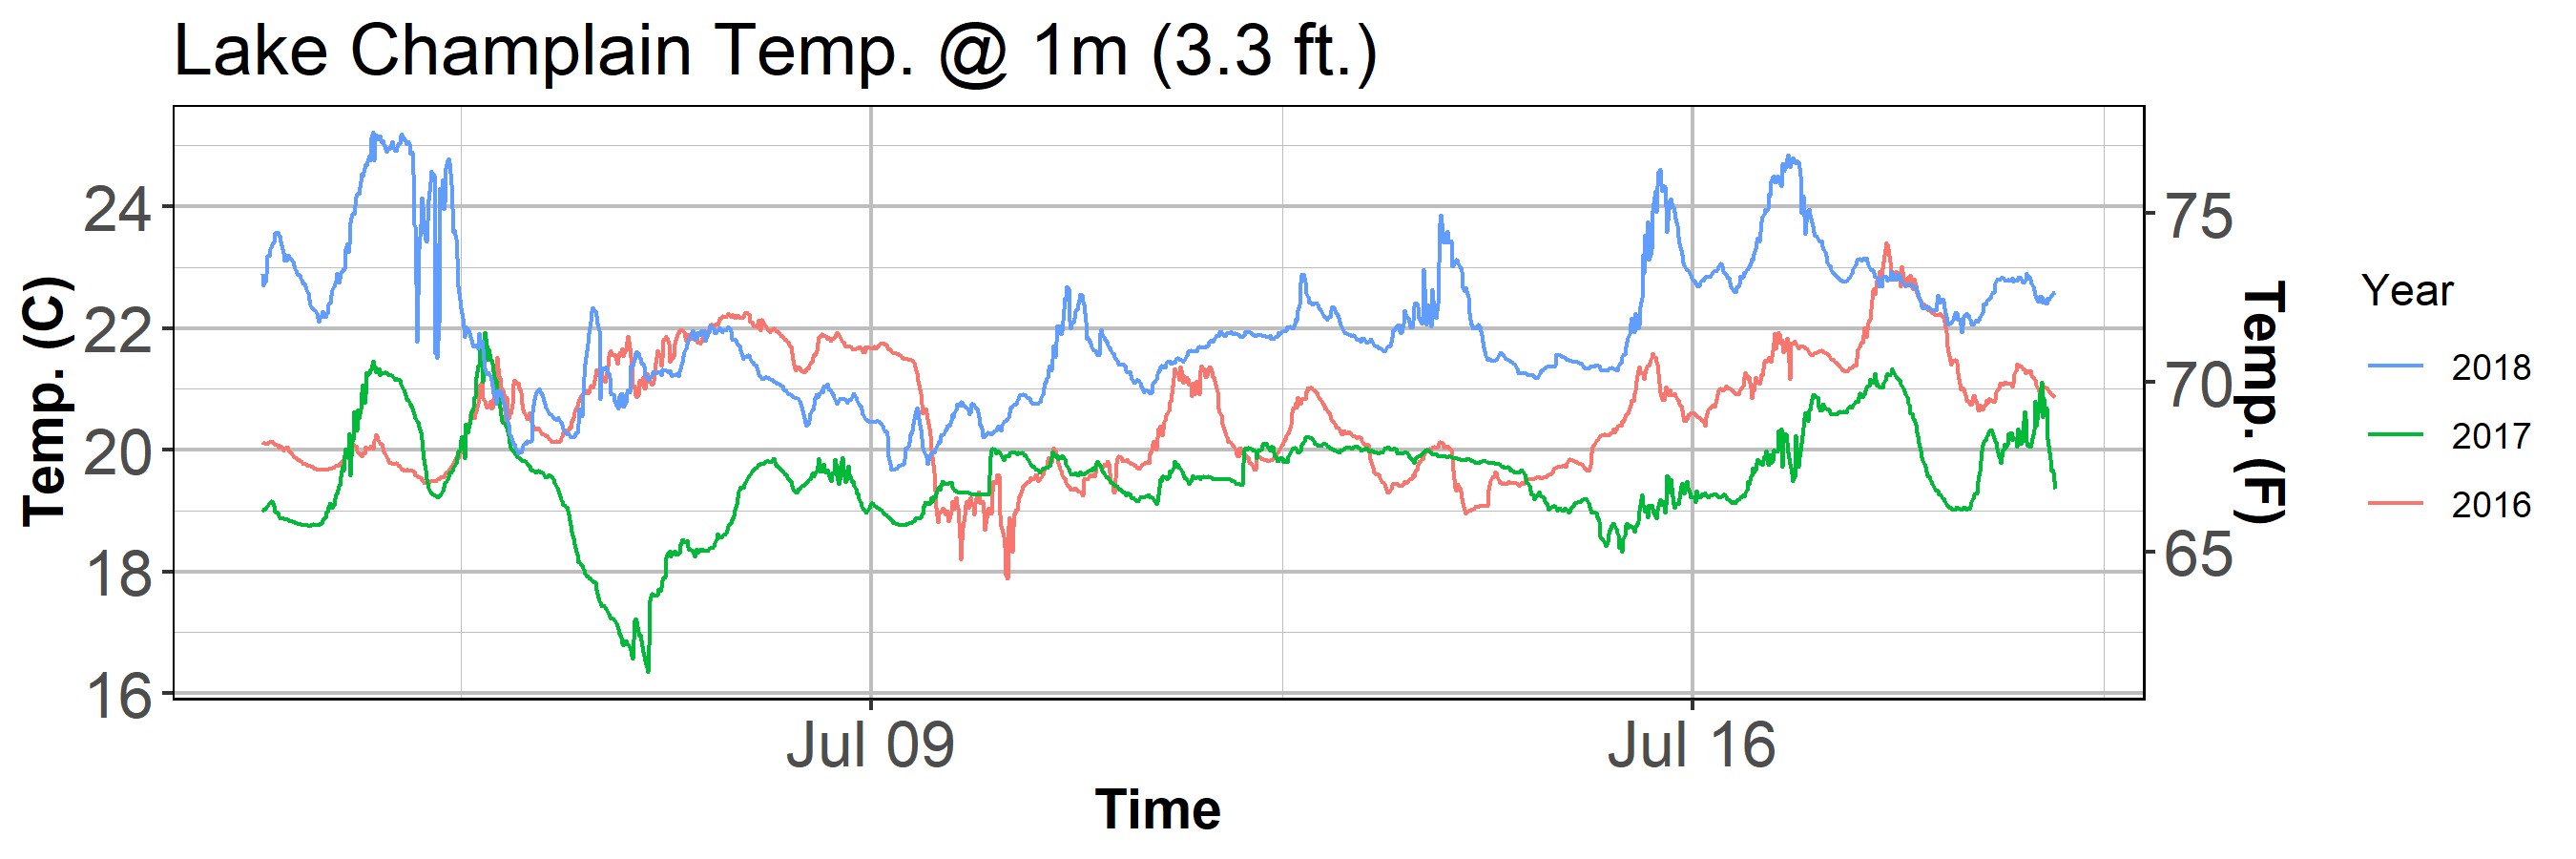 Lake Champlain Temp. @ 1m (3.3 ft.)
Temp. (C)
24
22
20
18
16
75
70
65
Temp. (F)
Jul 09
Jul 16
Time
Year
2018
2017
2016